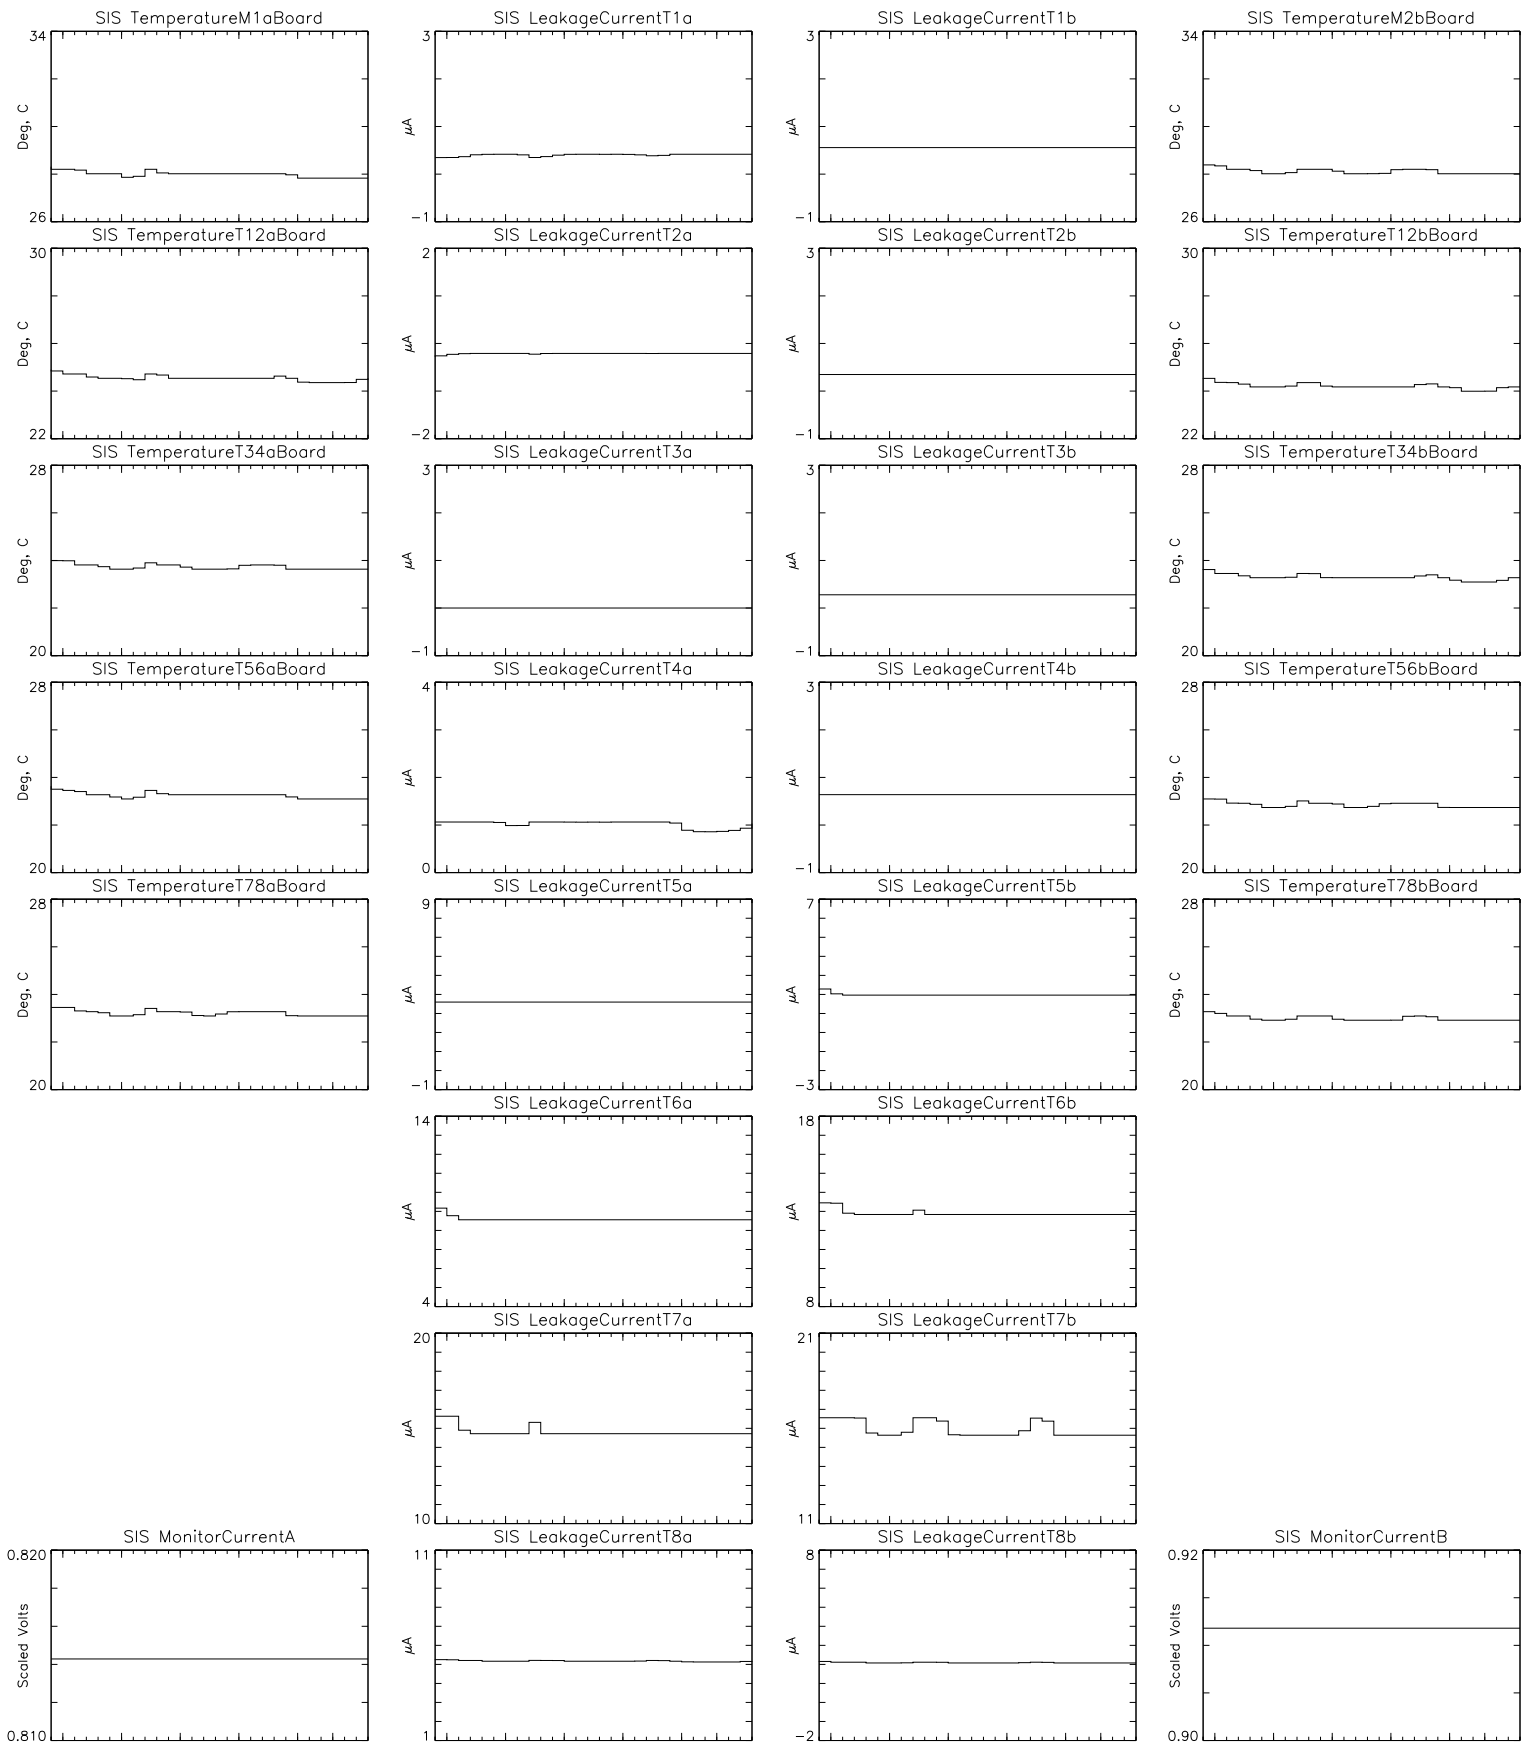 SIS TemperatureM1aBoard
34
Deg, C
26
SIS LeakageCurrentT1a
3
µA
−1
SIS LeakageCurrentT1b
3
µA
−1
SIS TemperatureM2bBoard
34
Deg, C
26
SIS TemperatureT12aBoard
30
Deg, C
22
SIS LeakageCurrentT2a
2
µA
−2
SIS LeakageCurrentT2b
3
µA
−1
SIS TemperatureT12bBoard
30
Deg, C
22
SIS TemperatureT34aBoard
28
Deg, C
20
SIS LeakageCurrentT3a
3
µA
−1
SIS LeakageCurrentT3b
3
µA
−1
SIS TemperatureT34bBoard
28
Deg, C
20
SIS TemperatureT56aBoard
28
Deg, C
20
SIS LeakageCurrentT4a
4
µA
0
SIS LeakageCurrentT4b
3
µA
−1
SIS TemperatureT56bBoard
28
Deg, C
20
SIS TemperatureT78aBoard
28
Deg, C
20
SIS LeakageCurrentT5a
9
µA
−1
SIS LeakageCurrentT5b
7
µA
−3
SIS TemperatureT78bBoard
28
Deg, C
20
SIS LeakageCurrentT6a
14
µA
4
SIS LeakageCurrentT6b
18
µA
8
SIS LeakageCurrentT7a
20
µA
10
SIS LeakageCurrentT7b
21
µA
11
SIS MonitorCurrentA
0.820
Scaled Volts
0.810
SIS LeakageCurrentT8a
11
µA
1
SIS LeakageCurrentT8b
8
µA
−2
SIS MonitorCurrentB
0.92
Scaled Volts
0.90